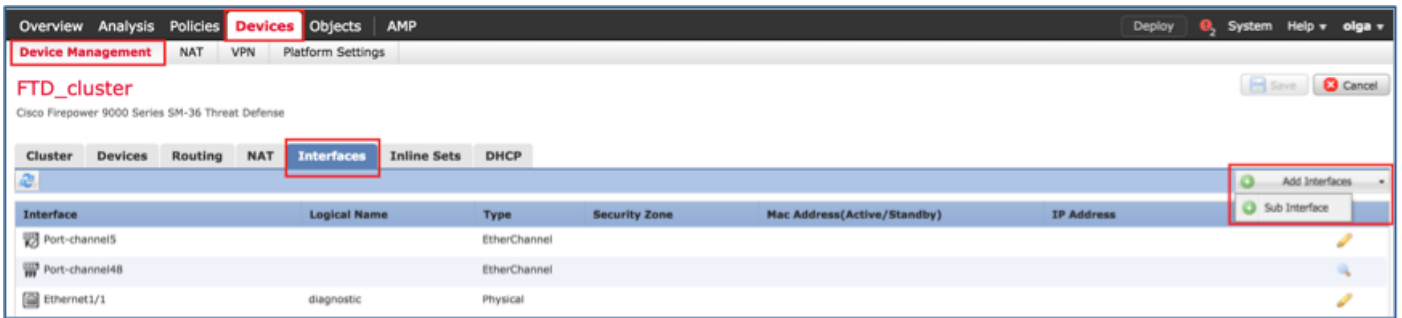 Overview Analysis Policies Devices Objects AMP Deploy 2 System Help olga
Device Management NAT VPN Platform Settings
FTD_cluster Save Cancel
Cisco Firepower 9000 Series SM-36 Threat Defense
Cluster Devices Routing NAT Interfaces Inline Sets DHCP
Add Interfaces
Interface Logical Name Type Security Zone Mac Address(Active/Standby) IP Address Sub Interface
Port-channel5 EtherChannel
Port-channel48 EtherChannel
Ethernet1/1 diagnostic Physical